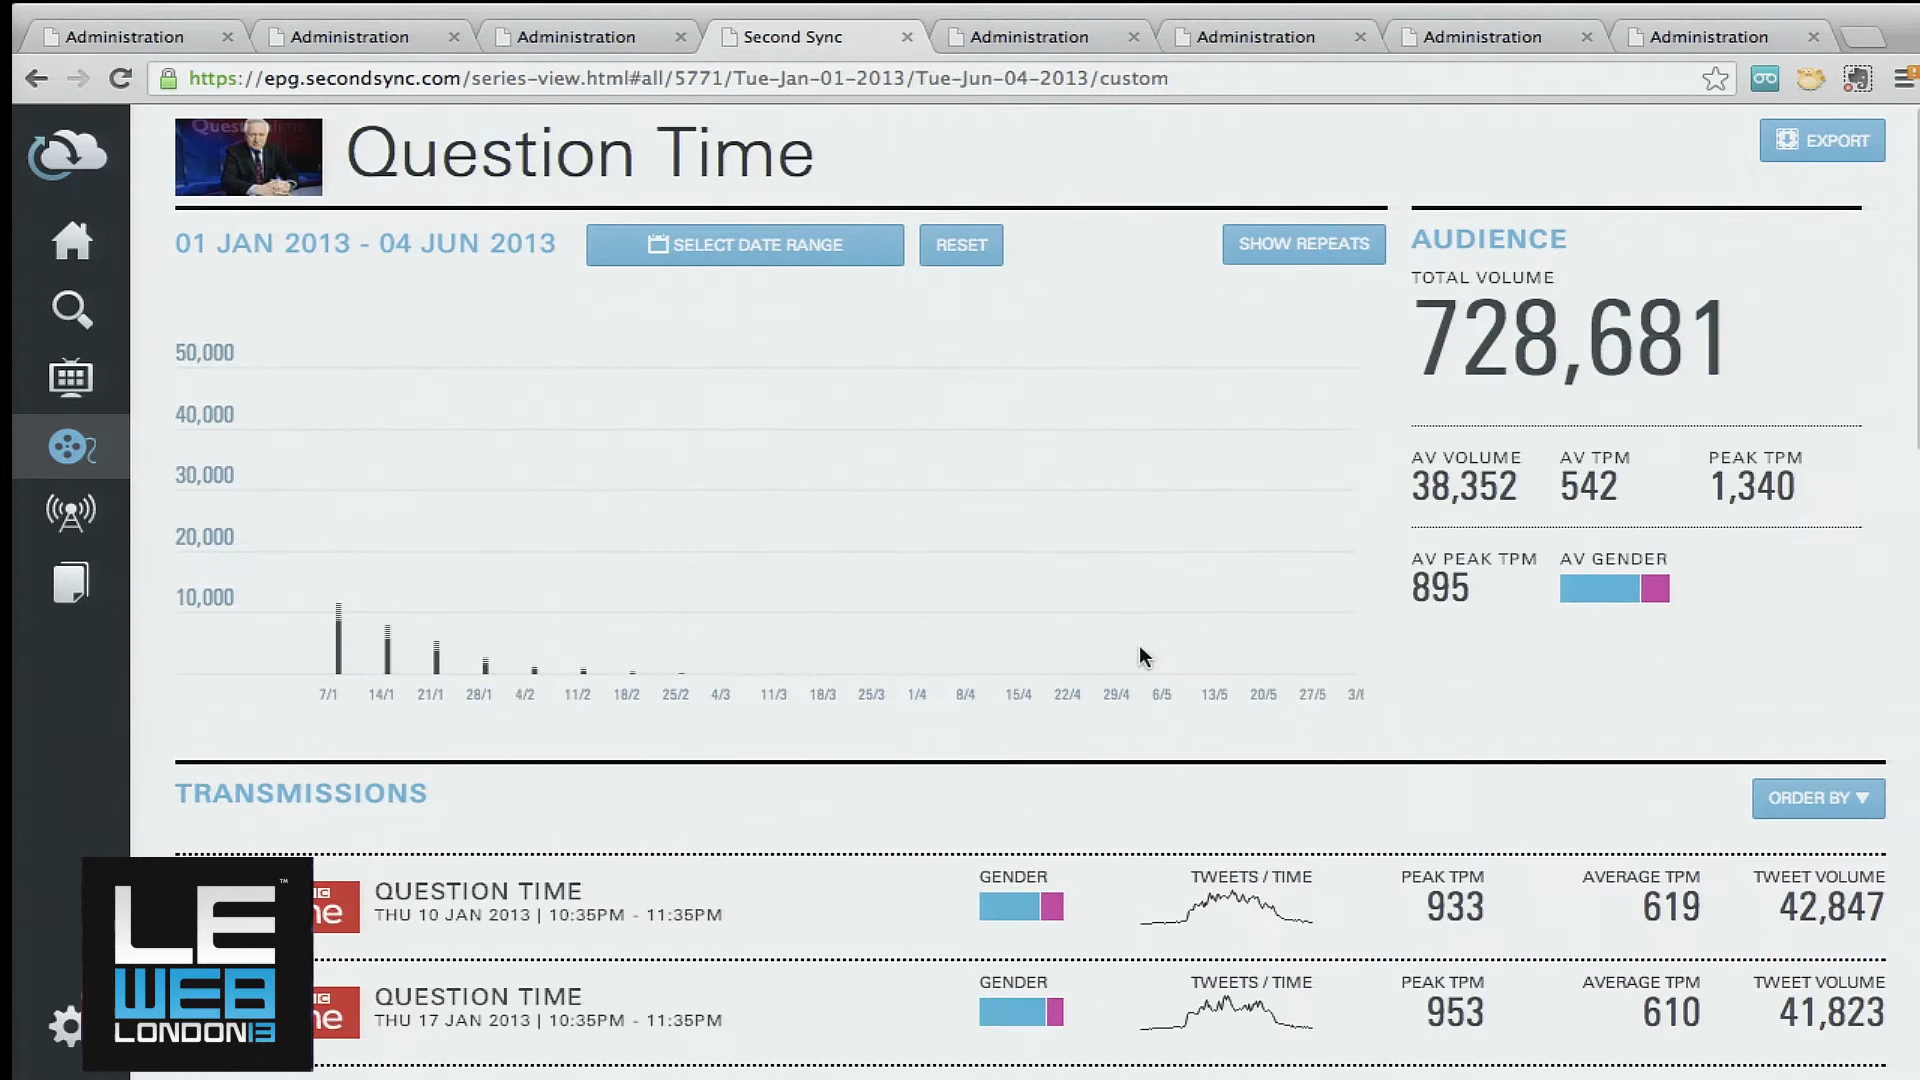 Administration
Administration
Administration
Second Sync
Administration
Administration
Administration
Administration
https://epg.secondsync.com/series-view.html#all/5771/Tue-Jan-01-2013/Tue-Jun-04-2013/custom
Question Time
EXPORT
01 JAN 2013 - 04 JUN 2013
SELECT DATE RANGE
RESET
SHOW REPEATS
AUDIENCE
TOTAL VOLUME
728,681
50,000
40,000
30,000
20,000
10,000
7/1 14/1 21/1 28/1 4/2 11/2 18/2 25/2 4/3 11/3 18/3 25/3 1/4 8/4 15/4 22/4 29/4 6/5 13/5 20/5 27/5
AV VOLUME AV TPM PEAK TPM
38,352 542 1,340
AV PEAK TPM AV GENDER
895
TRANSMISSIONS
ORDER BY ▼
QUESTION TIME
THU 10 JAN 2013 | 10:35PM - 11:35PM
GENDER TWEETS / TIME PEAK TPM AVERAGE TPM TWEET VOLUME
933 619 42,847
QUESTION TIME
THU 17 JAN 2013 | 10:35PM - 11:35PM
GENDER TWEETS / TIME PEAK TPM AVERAGE TPM TWEET VOLUME
953 610 41,823
LE
WEB
LONDON13
™